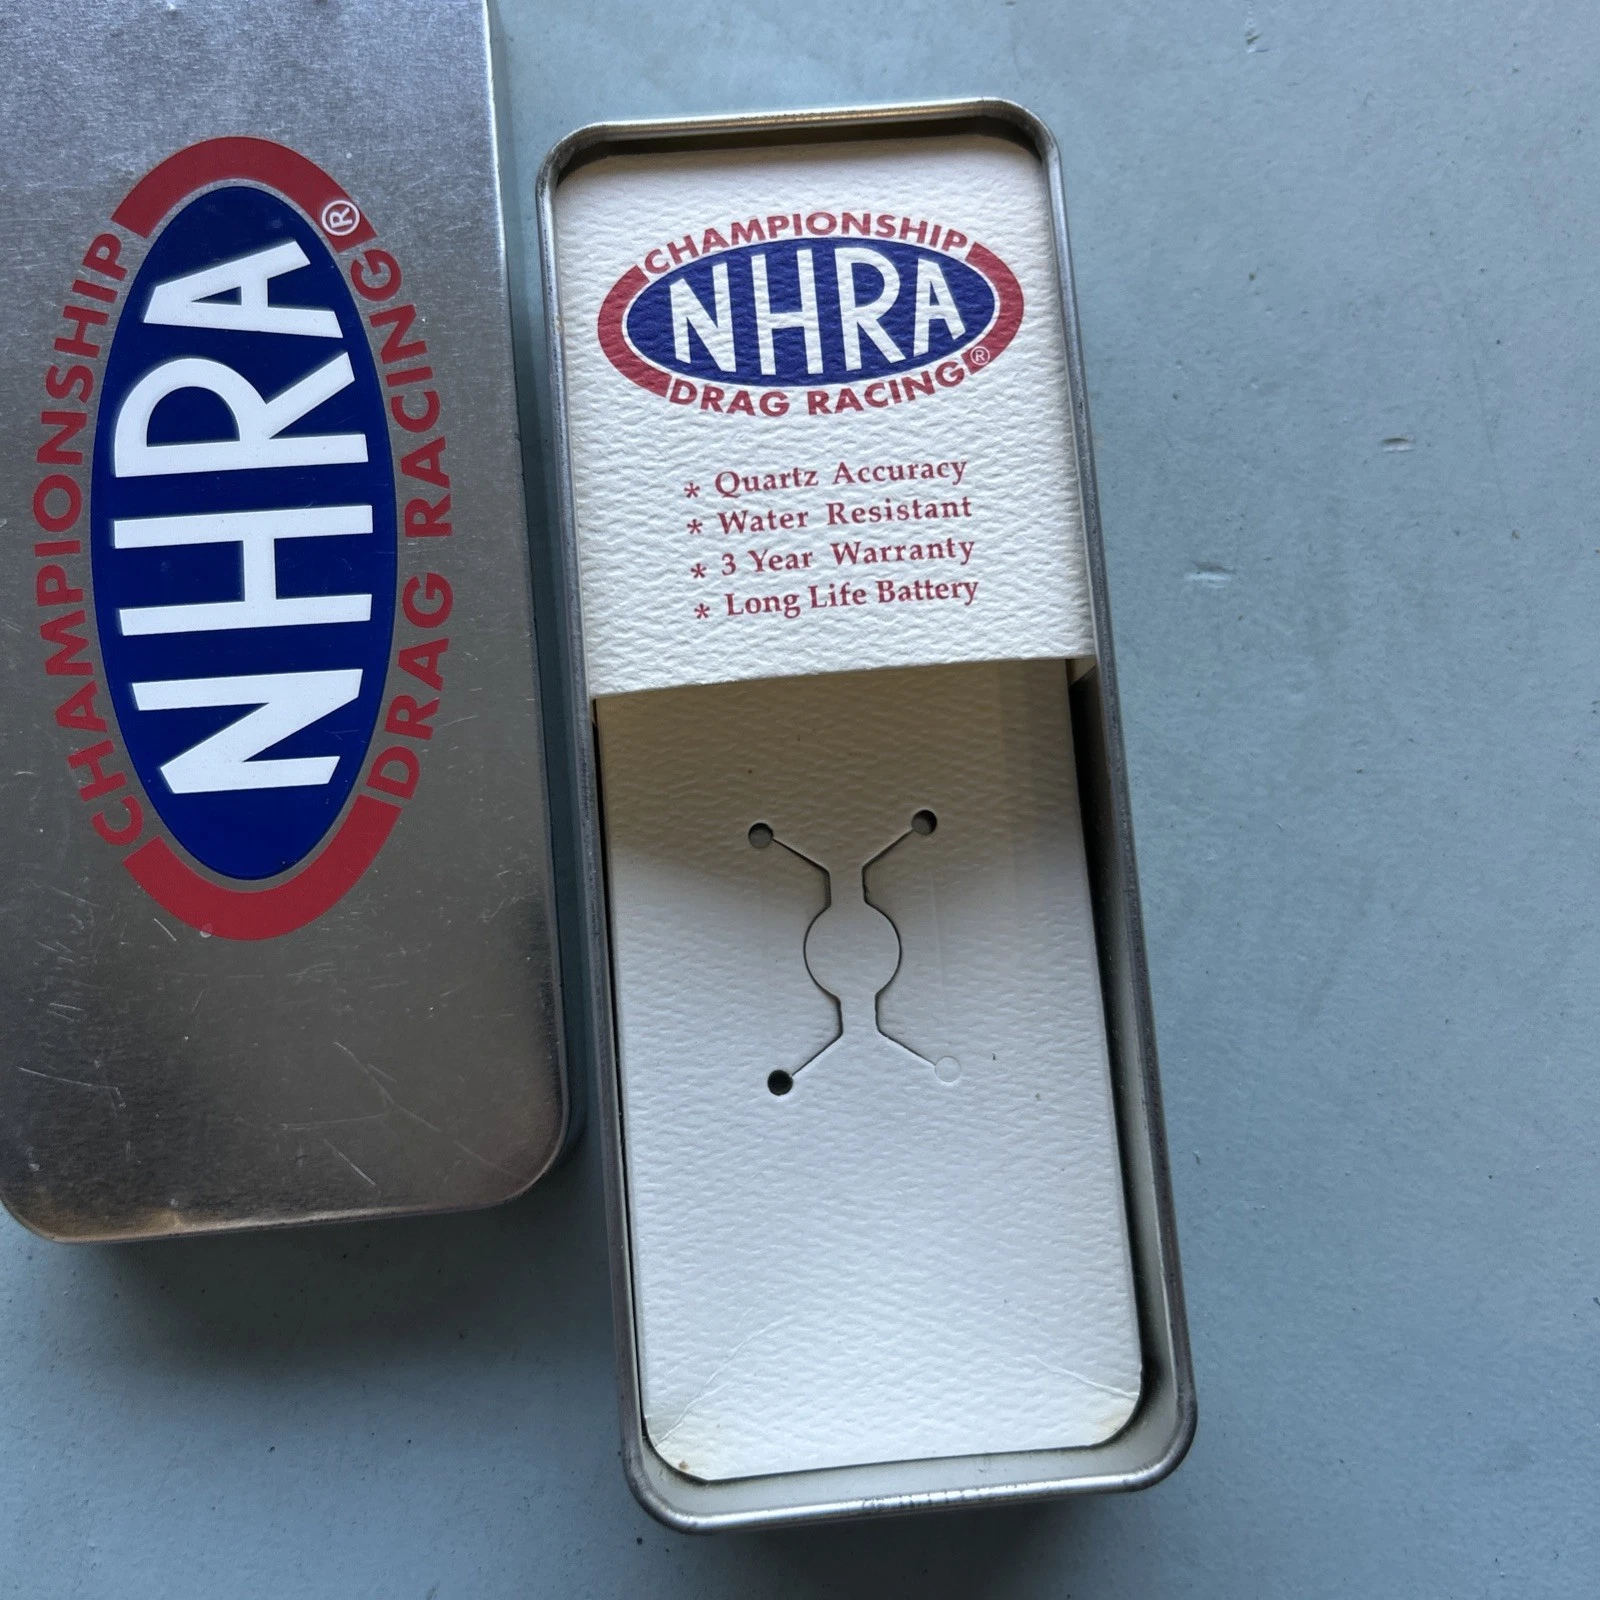 CHAMPIONSHIP
NHRA®
DRAG RACING
CHAMPIONSHIP
NHRA
DRAG RACING®
* Quartz Accuracy
* Water Resistant
* 3 Year Warranty
* Long Life Battery